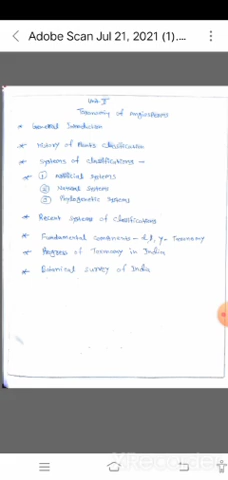 Adobe Scan Jul 21, 2021 (1)....
Unit V
Taxonomy of Angiosperms
* General Introduction
* History of Plants Classification
* Systems of Classifications -
* ① Artificial Systems
② Natural Systems
③ Phylogenetic Systems
* Recent Systems of Classifications
* Fundamental Components - α, β, γ - Taxonomy
* Progress of Taxonomy in India
* Botanical Survey of India
XRecorder